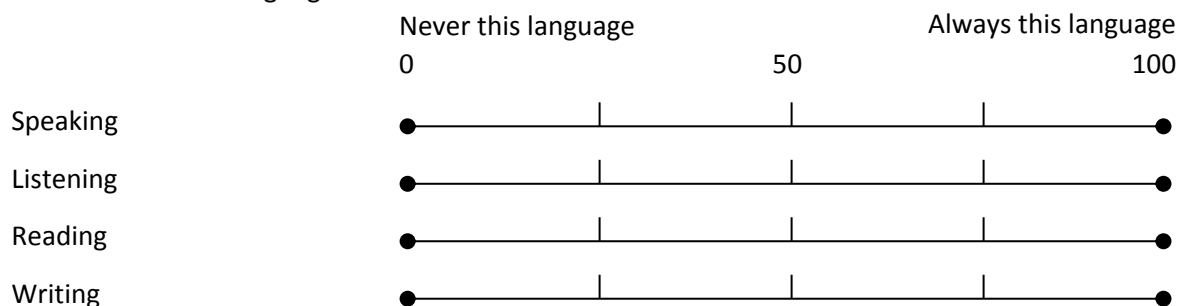 Never this language Always this language
0 50 100
Speaking
Listening
Reading
Writing